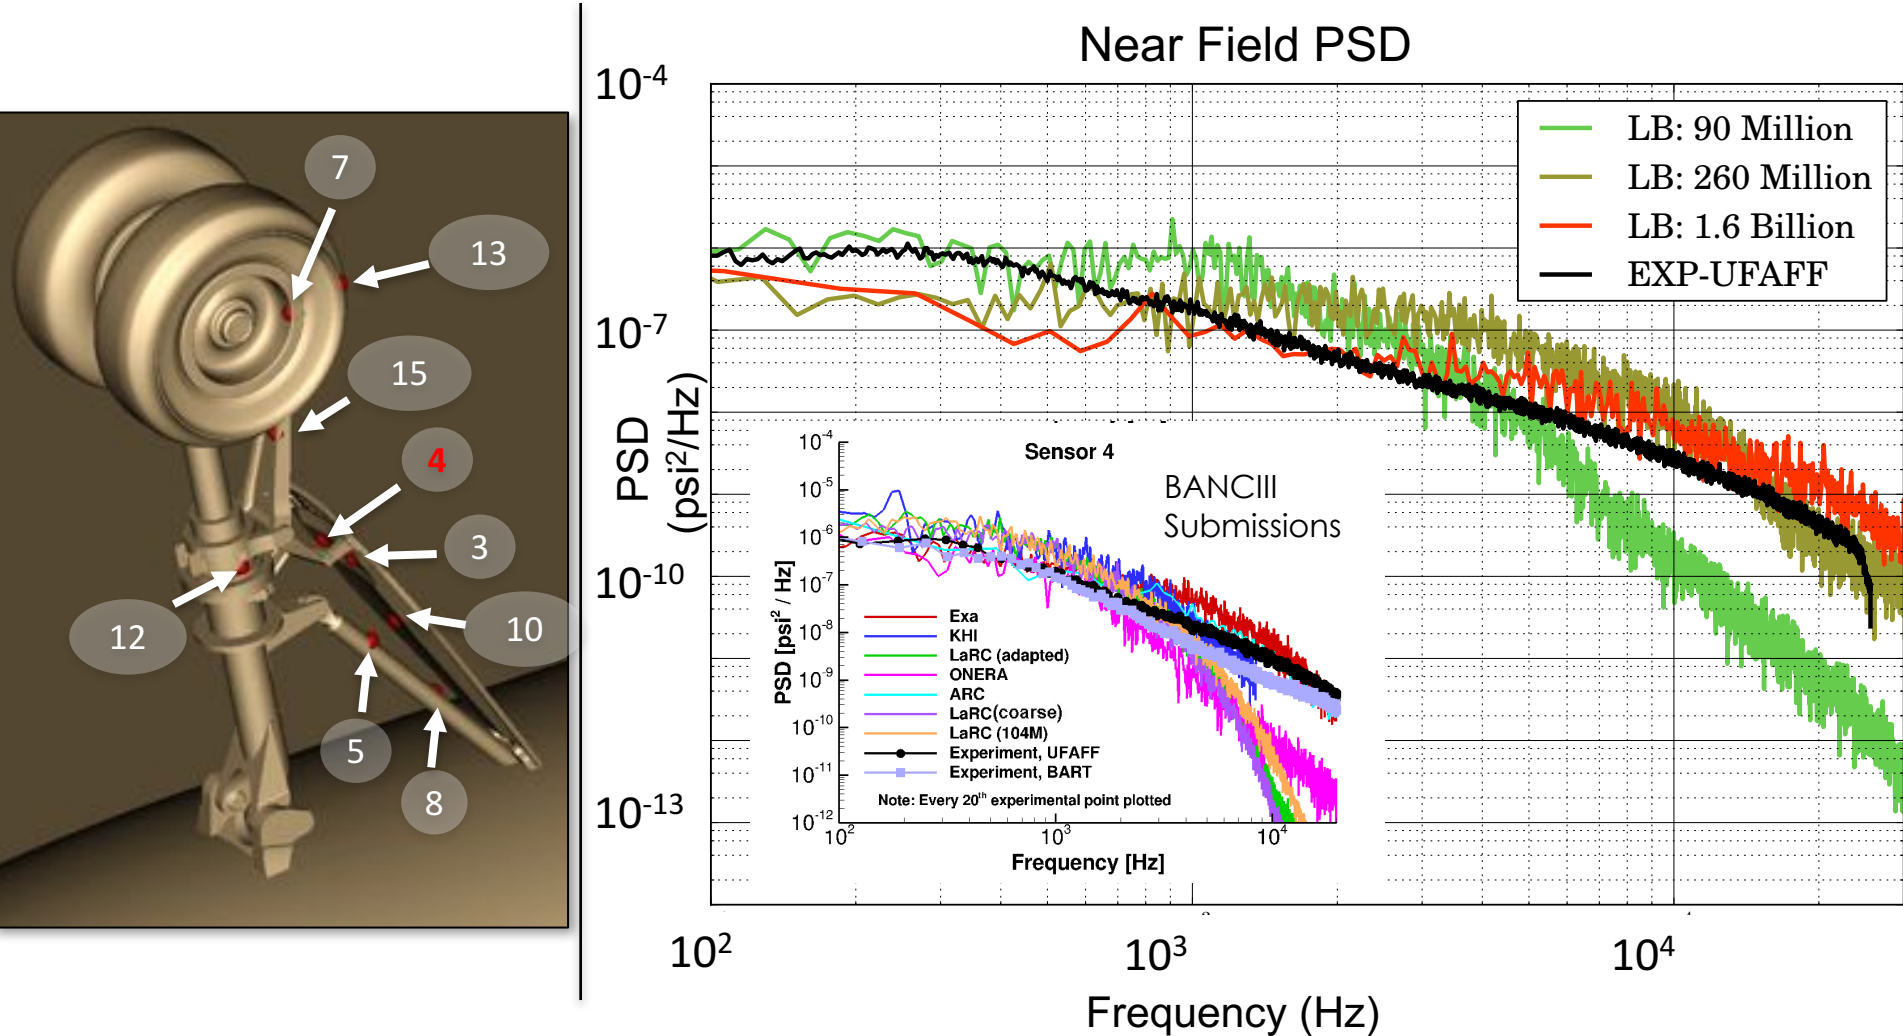 Near Field PSD
7
13
15
4
3
12
10
5
8
10-4
10-7
10-10
10-13
PSD
(psi2/Hz)
LB: 90 Million
LB: 260 Million
LB: 1.6 Billion
EXP-UFAFF
Sensor 4
BANCIII
Submissions
10-4
10-5
10-6
10-7
10-8
10-9
10-10
10-11
10-12
PSD [psi2 / Hz]
Exa
KHI
LaRC (adapted)
ONERA
ARC
LaRC(coarse)
LaRC (104M)
Experiment, UFAFF
Experiment, BART
Note: Every 20th experimental point plotted
102
103
104
Frequency [Hz]
102
103
104
Frequency (Hz)